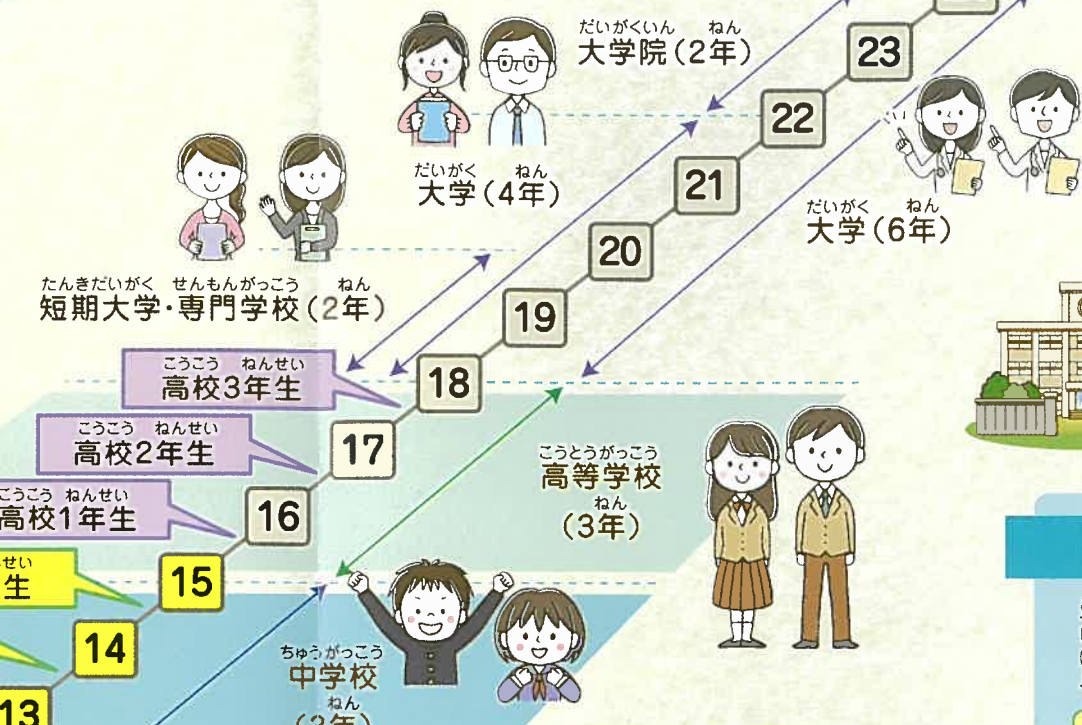 だいがくいん ねん
大学院(2年)
23
22
だいがく ねん
大学(4年)
21
だいがく ねん
大学(6年)
20
たんきだいがく せんもんがっこう ねん
短期大学・専門学校(2年)
19
こうこう ねんせい
高校3年生
18
こうこう ねんせい
高校2年生
17
こうとうがっこう
高等学校
ねん
(3年)
こうこう ねんせい
高校1年生
16
せい
生
15
14
ちゅうがっこう
中学校
ねん
13